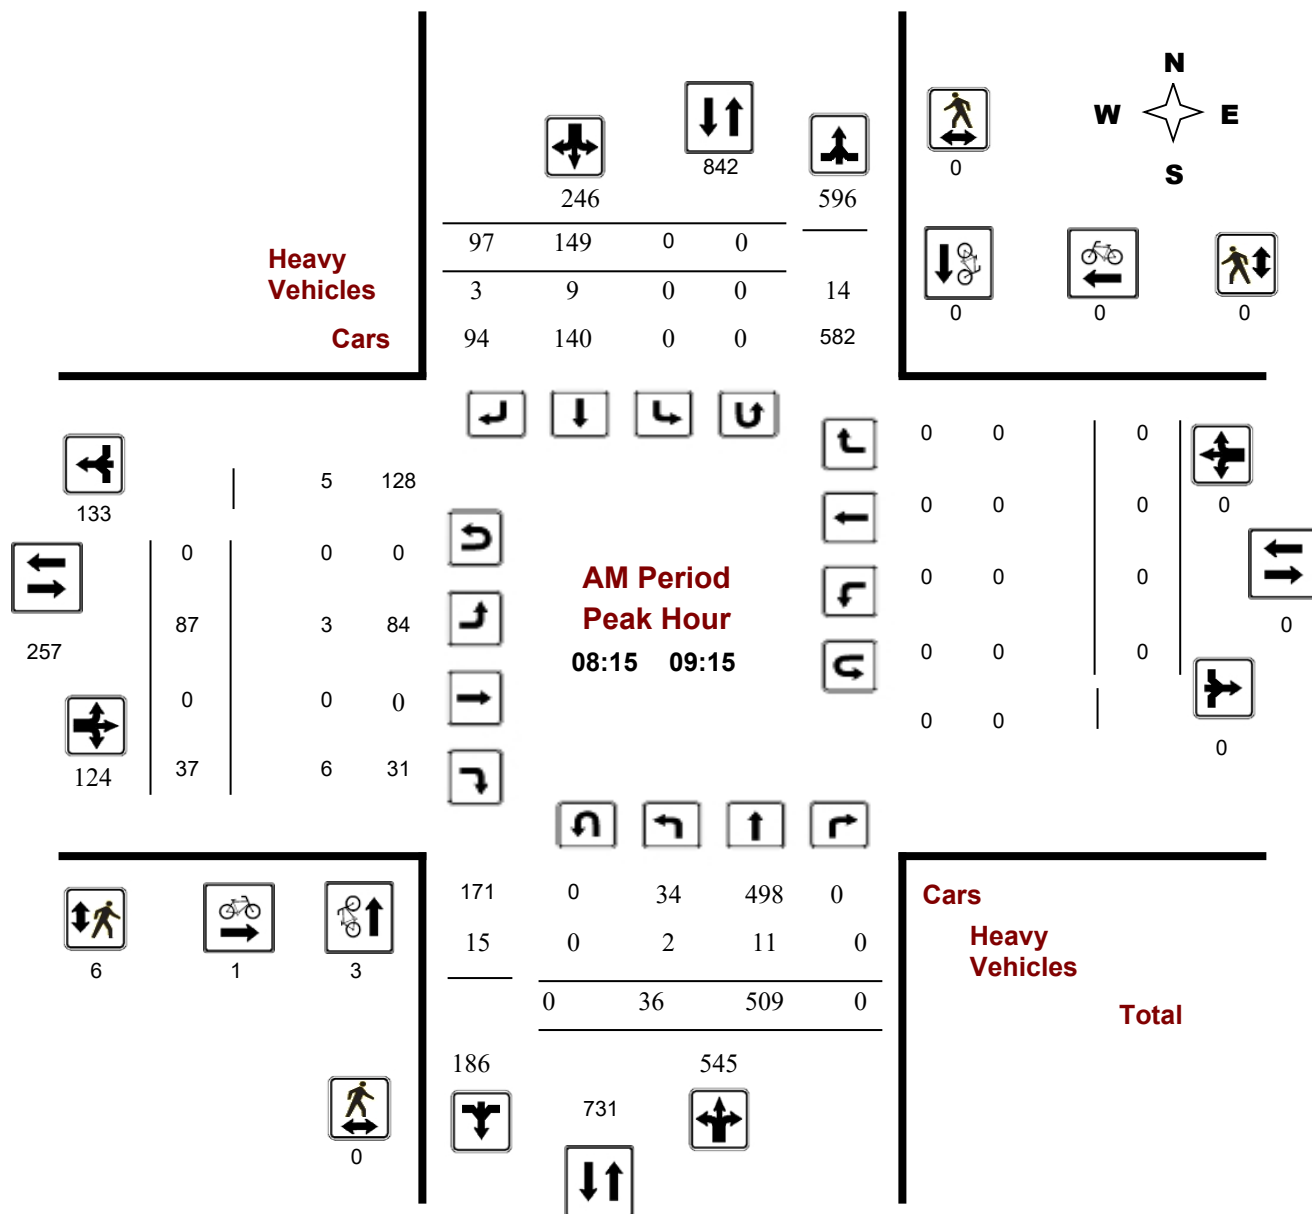 N
W E
S
842
0
246 596
97 149 0 0
Heavy
Vehicles 3 9 0 0 14
0 0 0
Cars 94 140 0 0 582
0 0 0
5 128
133
0 0 0
0 0 0
0
0 0 0
AM Period
87 3 84
Peak Hour
0
257
08:15 09:15
0 0 0
0 0 0
0 0
0
124
37 6 31
171 0 34 498 0
Cars
15 0 2 11 0
Heavy
Vehicles
6 1 3
0 36 509 0
Total
186 545
731
0